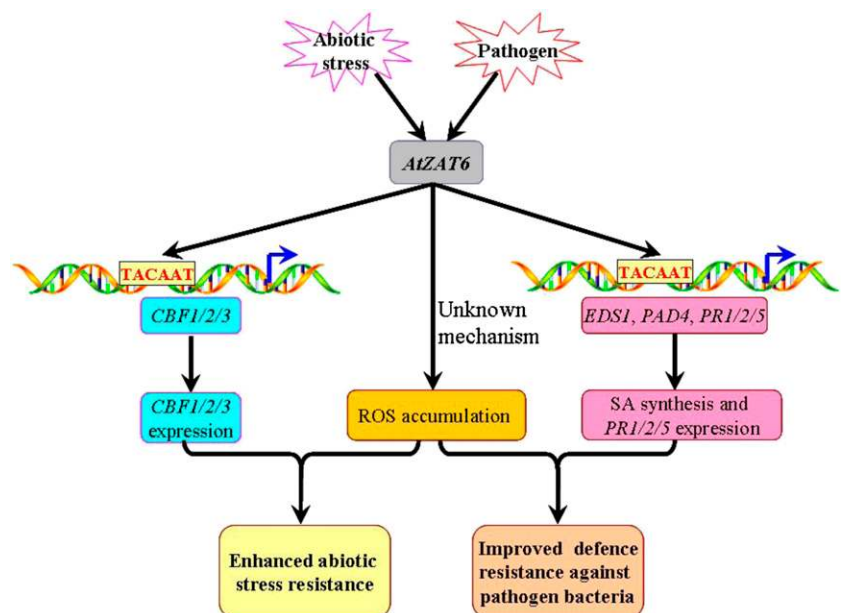 Abiotic
stress
Pathogen
AtZAT6
TACAAT
TACAAT
CBF1/2/3
Unknown
mechanism
EDS1, PAD4, PR1/2/5
CBF1/2/3
expression
ROS accumulation
SA synthesis and
PR1/2/5 expression
Enhanced abiotic
stress resistance
Improved defence
resistance against
pathogen bacteria